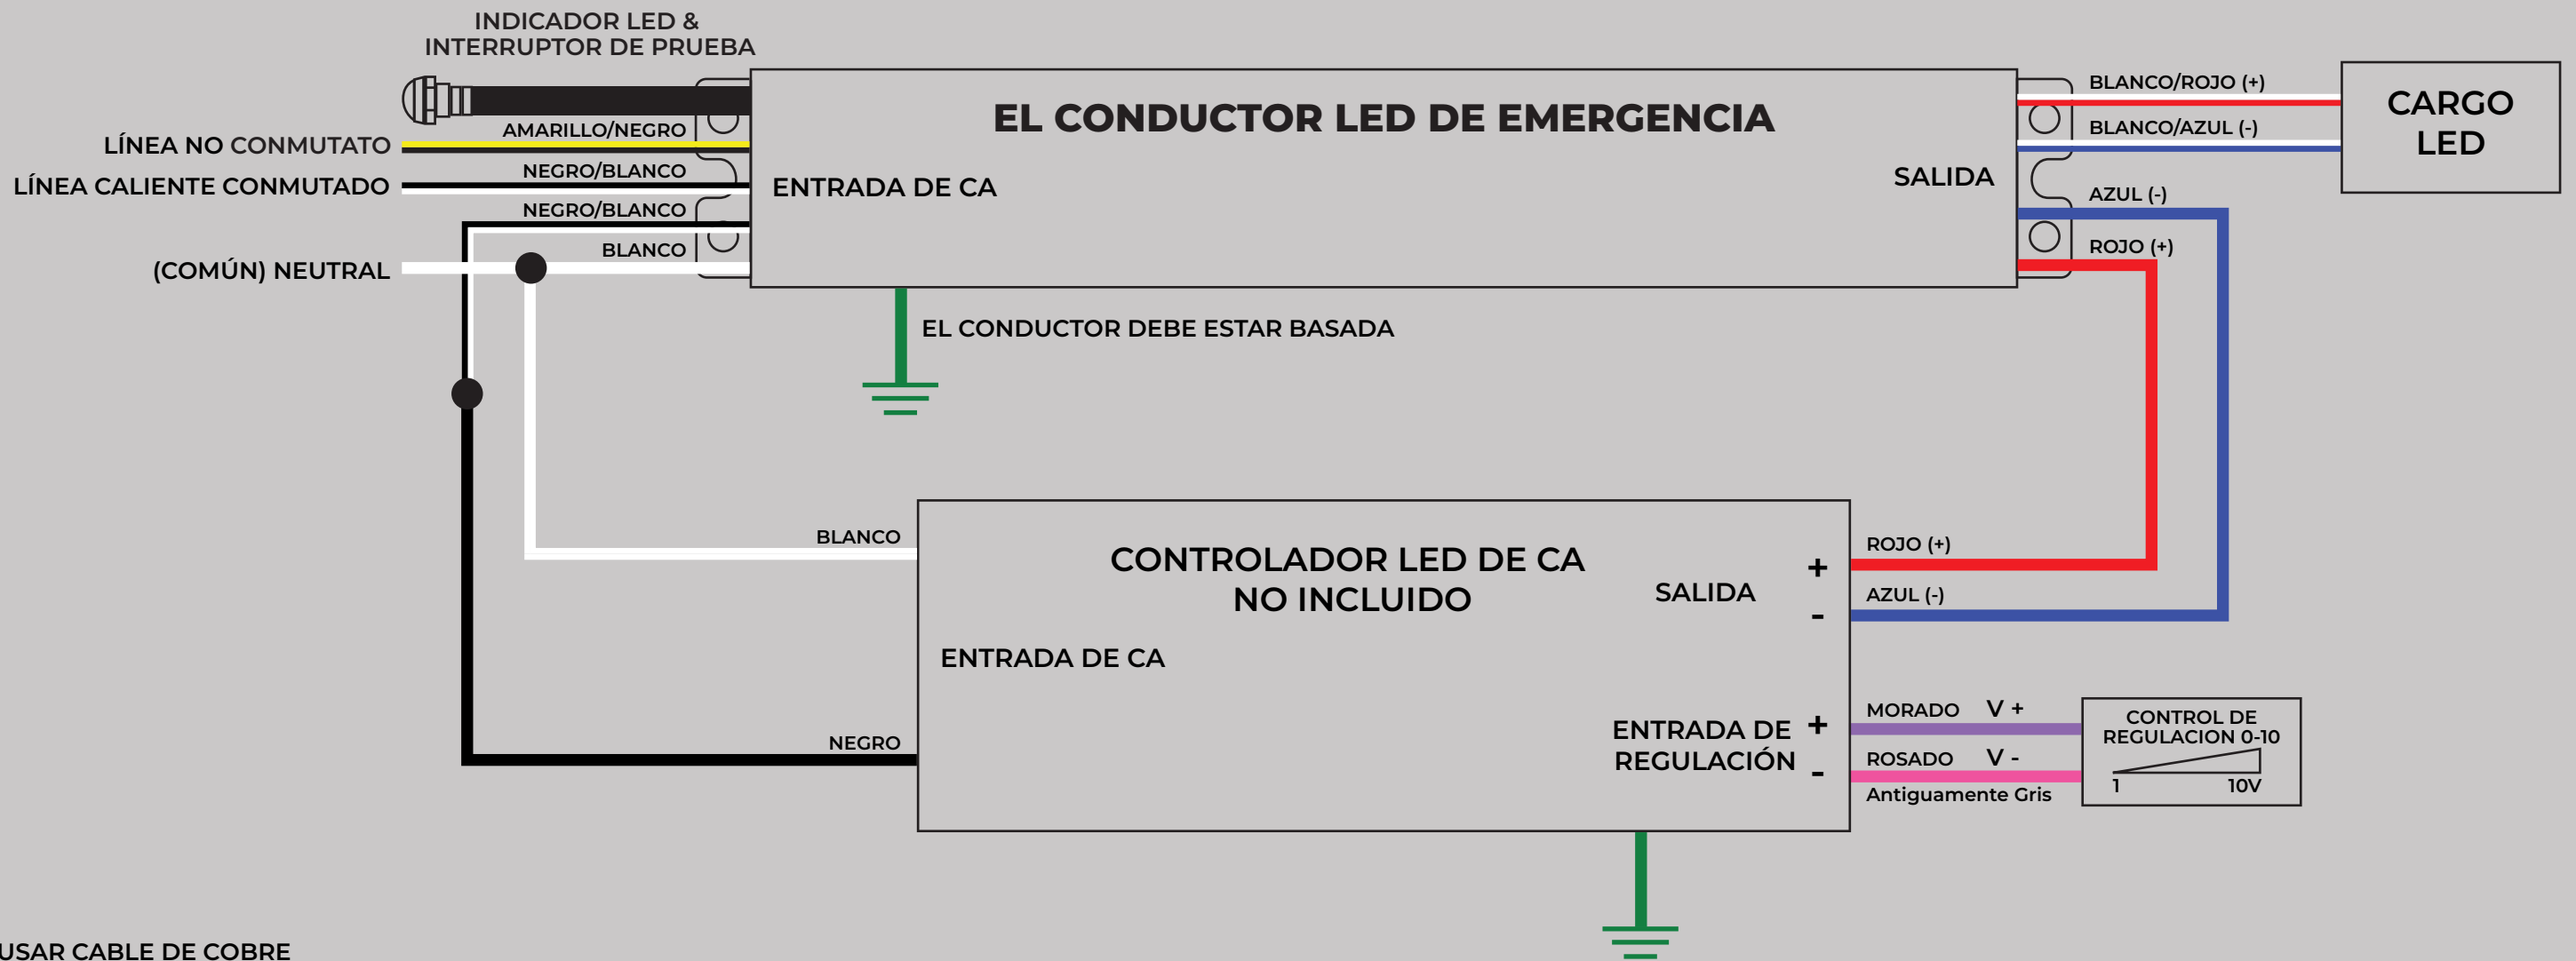 INDICADOR LED &
INTERRUPTOR DE PRUEBA
AMARILLO/NEGRO
LÍNEA NO CONMUTATO
NEGRO/BLANCO
LÍNEA CALIENTE CONMUTADO
NEGRO/BLANCO
BLANCO
(COMÚN) NEUTRAL
EL CONDUCTOR LED DE EMERGENCIA
ENTRADA DE CA
SALIDA
BLANCO/ROJO (+)
BLANCO/AZUL (-)
CARGO
LED
AZUL (-)
ROJO (+)
EL CONDUCTOR DEBE ESTAR BASADA
BLANCO
CONTROLADOR LED DE CA
NO INCLUIDO
SALIDA
+
-
ROJO (+)
AZUL (-)
ENTRADA DE CA
NEGRO
ENTRADA DE
REGULACIÓN
+
-
MORADO V +
ROSADO V -
Antiguamente Gris
CONTROL DE
REGULACION 0-10
1 10V
USAR CABLE DE COBRE